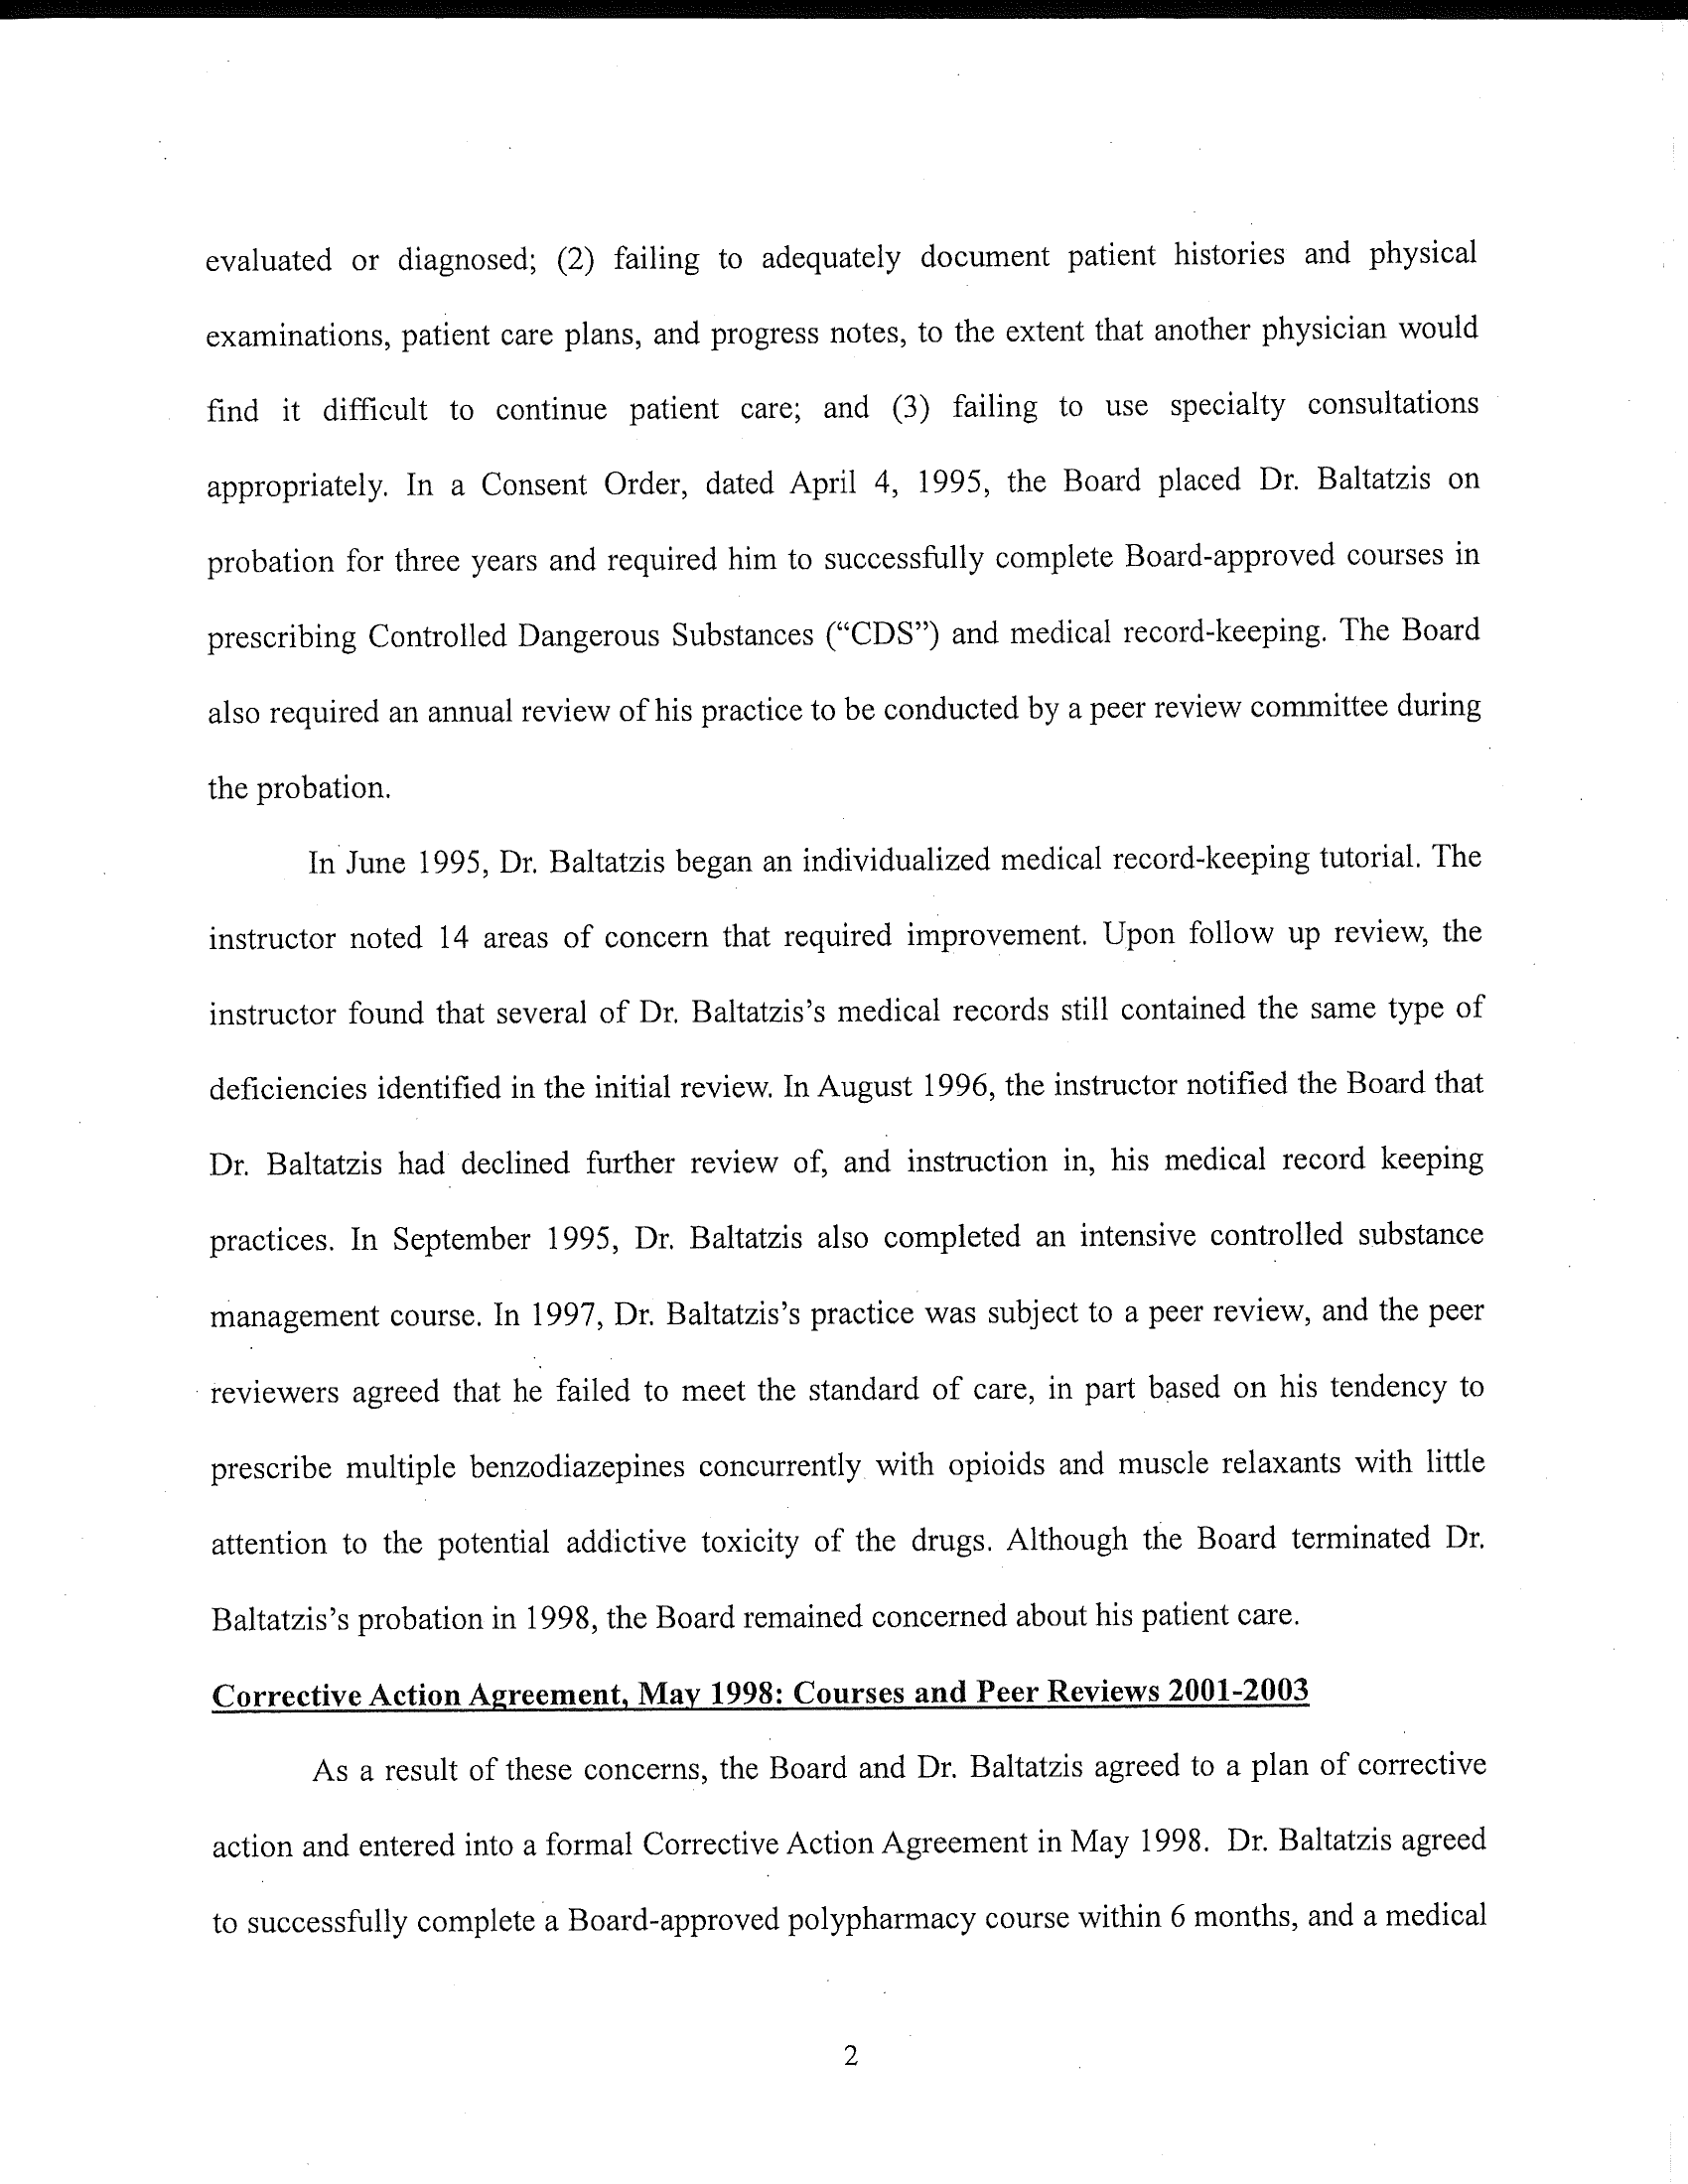 evaluated or diagnosed; (2) failing to adequately document patient histories and physical
examinations, patient care plans, and progress notes, to the extent that another physician would
find it difficult to continue patient care; and (3) failing to use specialty consultations
appropriately. In a Consent Order, dated April 4, 1995, the Board placed Dr. Baltatzis on
probation for three years and required him to successfully complete Board-approved courses in
prescribing Controlled Dangerous Substances (“CDS”) and medical record-keeping. The Board
also required an annual review of his practice to be conducted by a peer review committee during
the probation.
In June 1995, Dr. Baltatzis began an individualized medical record-keeping tutorial. The
instructor noted 14 areas of concern that required improvement. Upon follow up review, the
instructor found that several of Dr. Baltatzis’s medical records still contained the same type of
deficiencies identified in the initial review. In August 1996, the instructor notified the Board that
Dr. Baltatzis had declined further review of, and instruction in, his medical record keeping
practices. In September 1995, Dr. Baltatzis also completed an intensive controlled substance
management course. In 1997, Dr. Baltatzis’s practice was subject to a peer review, and the peer
reviewers agreed that he failed to meet the standard of care, in part based on his tendency to
prescribe multiple benzodiazepines concurrently with opioids and muscle relaxants with little
attention to the potential addictive toxicity of the drugs. Although the Board terminated Dr.
Baltatzis’s probation in 1998, the Board remained concerned about his patient care.
Corrective Action Agreement, May 1998: Courses and Peer Reviews 2001-2003
As a result of these concerns, the Board and Dr. Baltatzis agreed to a plan of corrective
action and entered into a formal Corrective Action Agreement in May 1998. Dr. Baltatzis agreed
to successfully complete a Board-approved polypharmacy course within 6 months, and a medical
2